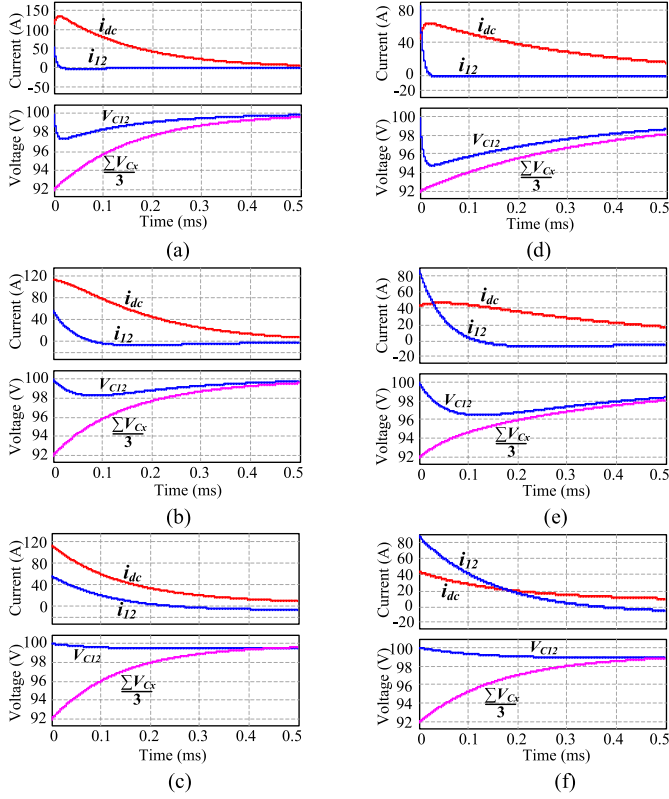 Current (A)
150
100
50
0
-50
i_dc
i_12
Voltage (V)
100
98
96
94
92
V_C12
∑V_Cx
3
0 0.1 0.2 0.3 0.4 0.5
Time (ms)
(a)
Current (A)
80
40
0
-20
i_dc
i_12
Voltage (V)
100
98
96
94
92
V_C12
∑V_Cx
3
0 0.1 0.2 0.3 0.4 0.5
Time (ms)
(d)
Current (A)
120
80
40
0
i_dc
i_12
Voltage (V)
100
98
96
94
92
V_C12
∑V_Cx
3
0 0.1 0.2 0.3 0.4 0.5
Time (ms)
(b)
Current (A)
80
60
40
20
0
-20
i_dc
i_12
Voltage (V)
100
98
96
94
92
V_C12
∑V_Cx
3
0 0.1 0.2 0.3 0.4 0.5
Time (ms)
(e)
Current (A)
120
80
40
0
i_dc
i_12
Voltage (V)
100
98
96
94
92
V_C12
∑V_Cx
3
0 0.1 0.2 0.3 0.4 0.5
Time (ms)
(c)
Current (A)
80
60
40
20
0
-20
i_12
i_dc
Voltage (V)
100
98
96
94
92
V_C12
∑V_Cx
3
0 0.1 0.2 0.3 0.4 0.5
Time (ms)
(f)